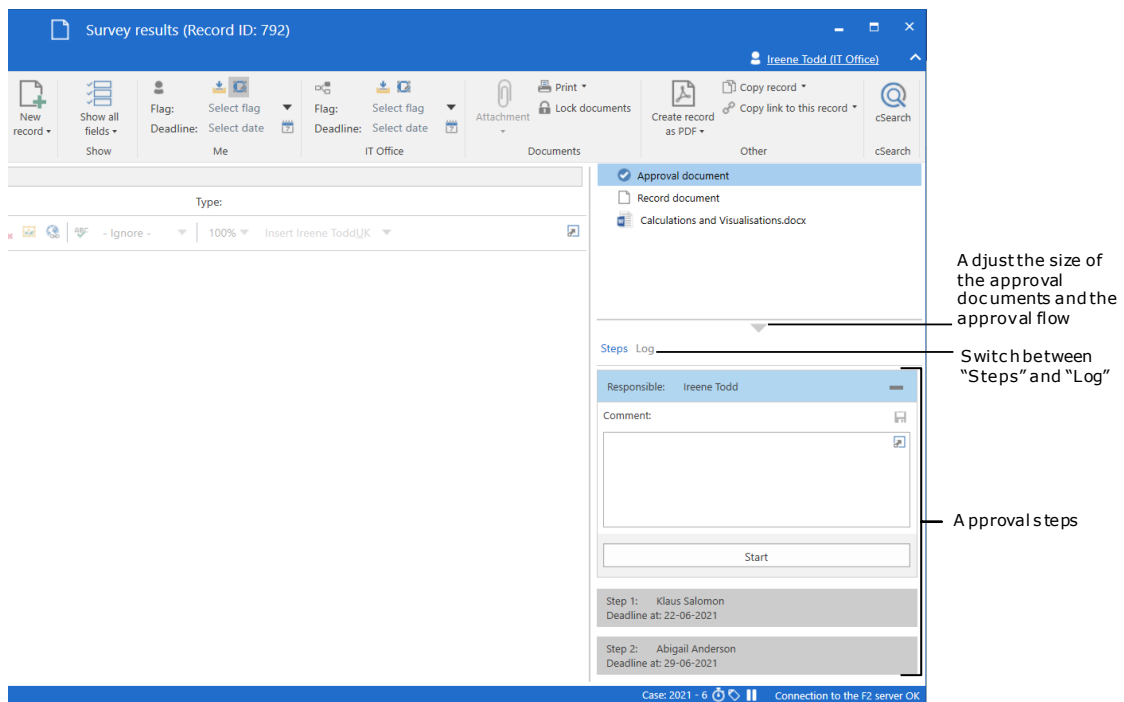 Survey results (Record ID: 792)
Ireene Todd (IT Office)
New record
Show all fields
Show
Flag: Select flag
Deadline: Select date
Me
Flag: Select flag
Deadline: Select date
IT Office
Attachment
Print
Lock documents
Documents
Create record as PDF
Copy record
Copy link to this record
Other
cSearch
cSearch
Type:
ABC - Ignore - 100% Insert Ireene ToddUK
Approval document
Record document
Calculations and Visualisations.docx
Adjust the size of
the approval
documents and the
approval flow
Steps Log
Switch between
“Steps” and “Log”
Responsible: Ireene Todd
Comment:
Approval steps
Start
Step 1: Klaus Salomon
Deadline at: 22-06-2021
Step 2: Abigail Anderson
Deadline at: 29-06-2021
Case: 2021 - 6 Connection to the F2 server OK